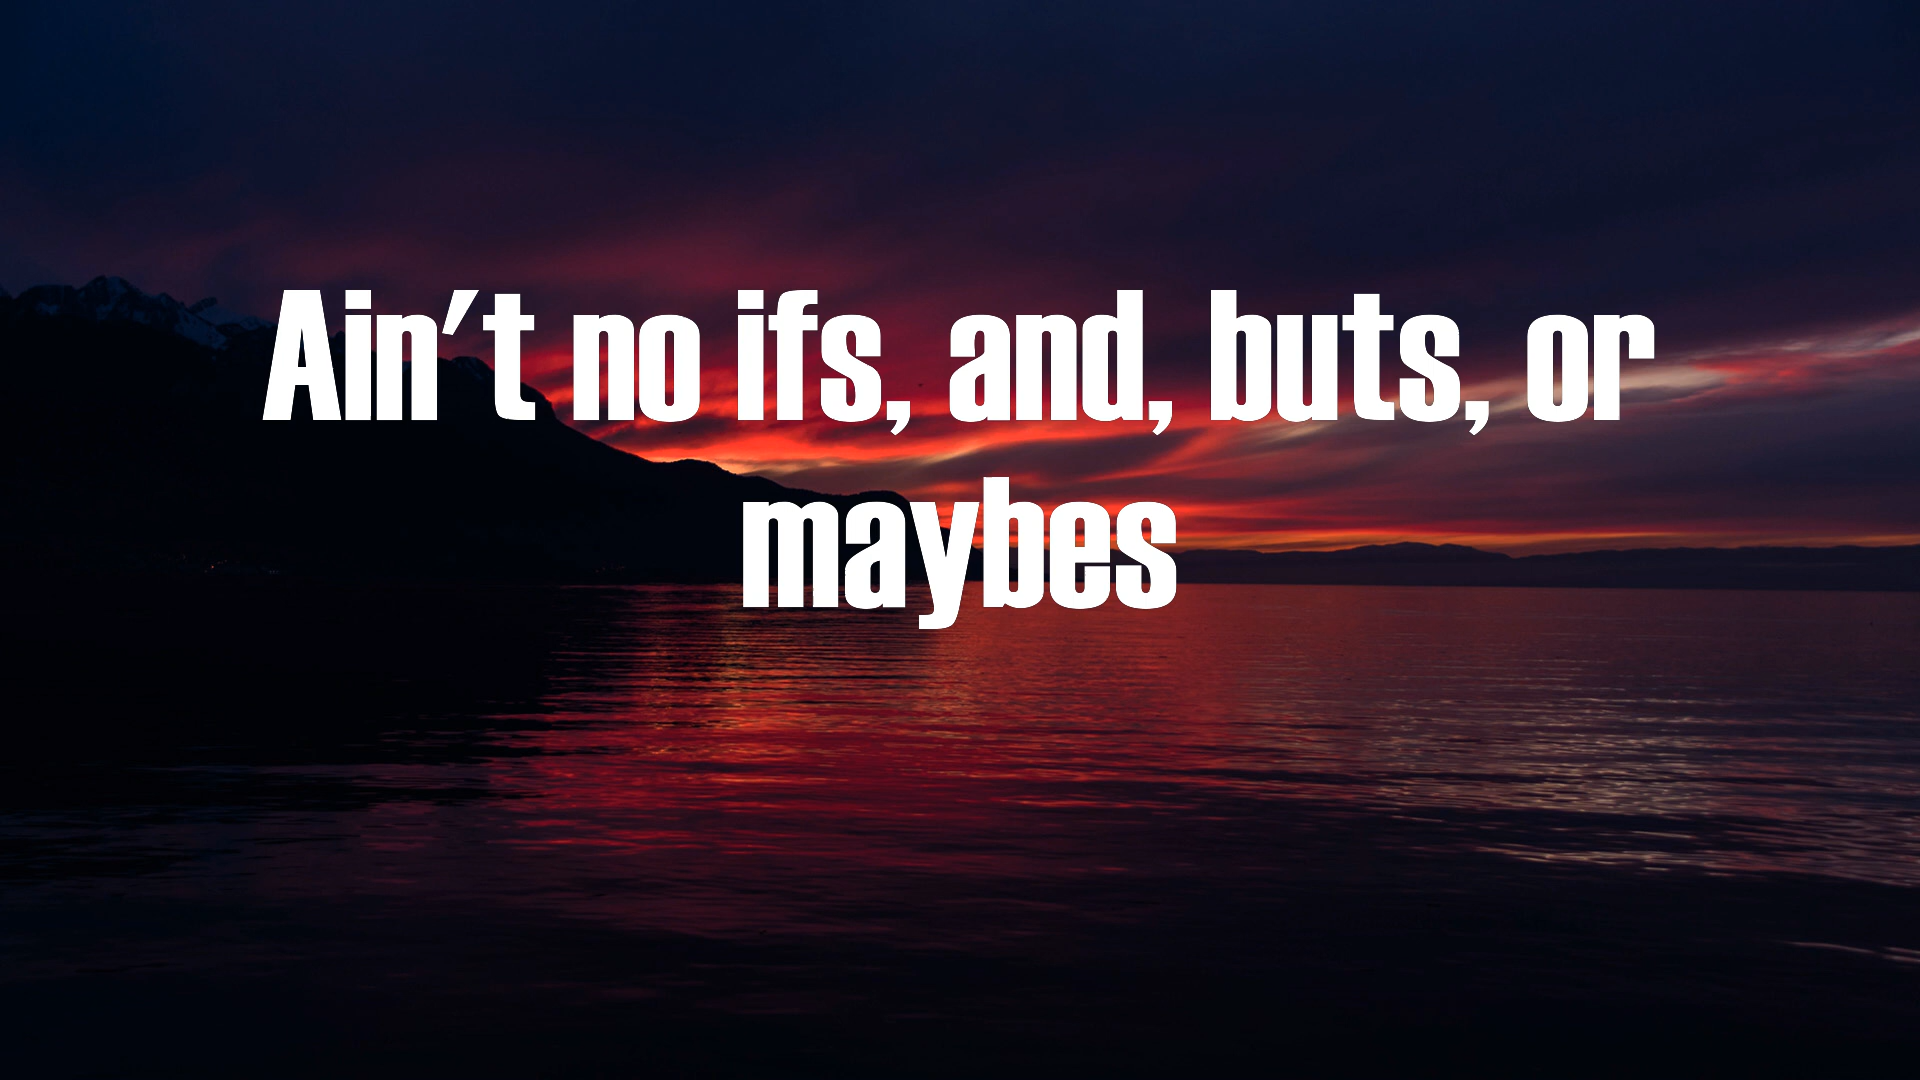 Ain't no ifs, and, buts, or
maybes